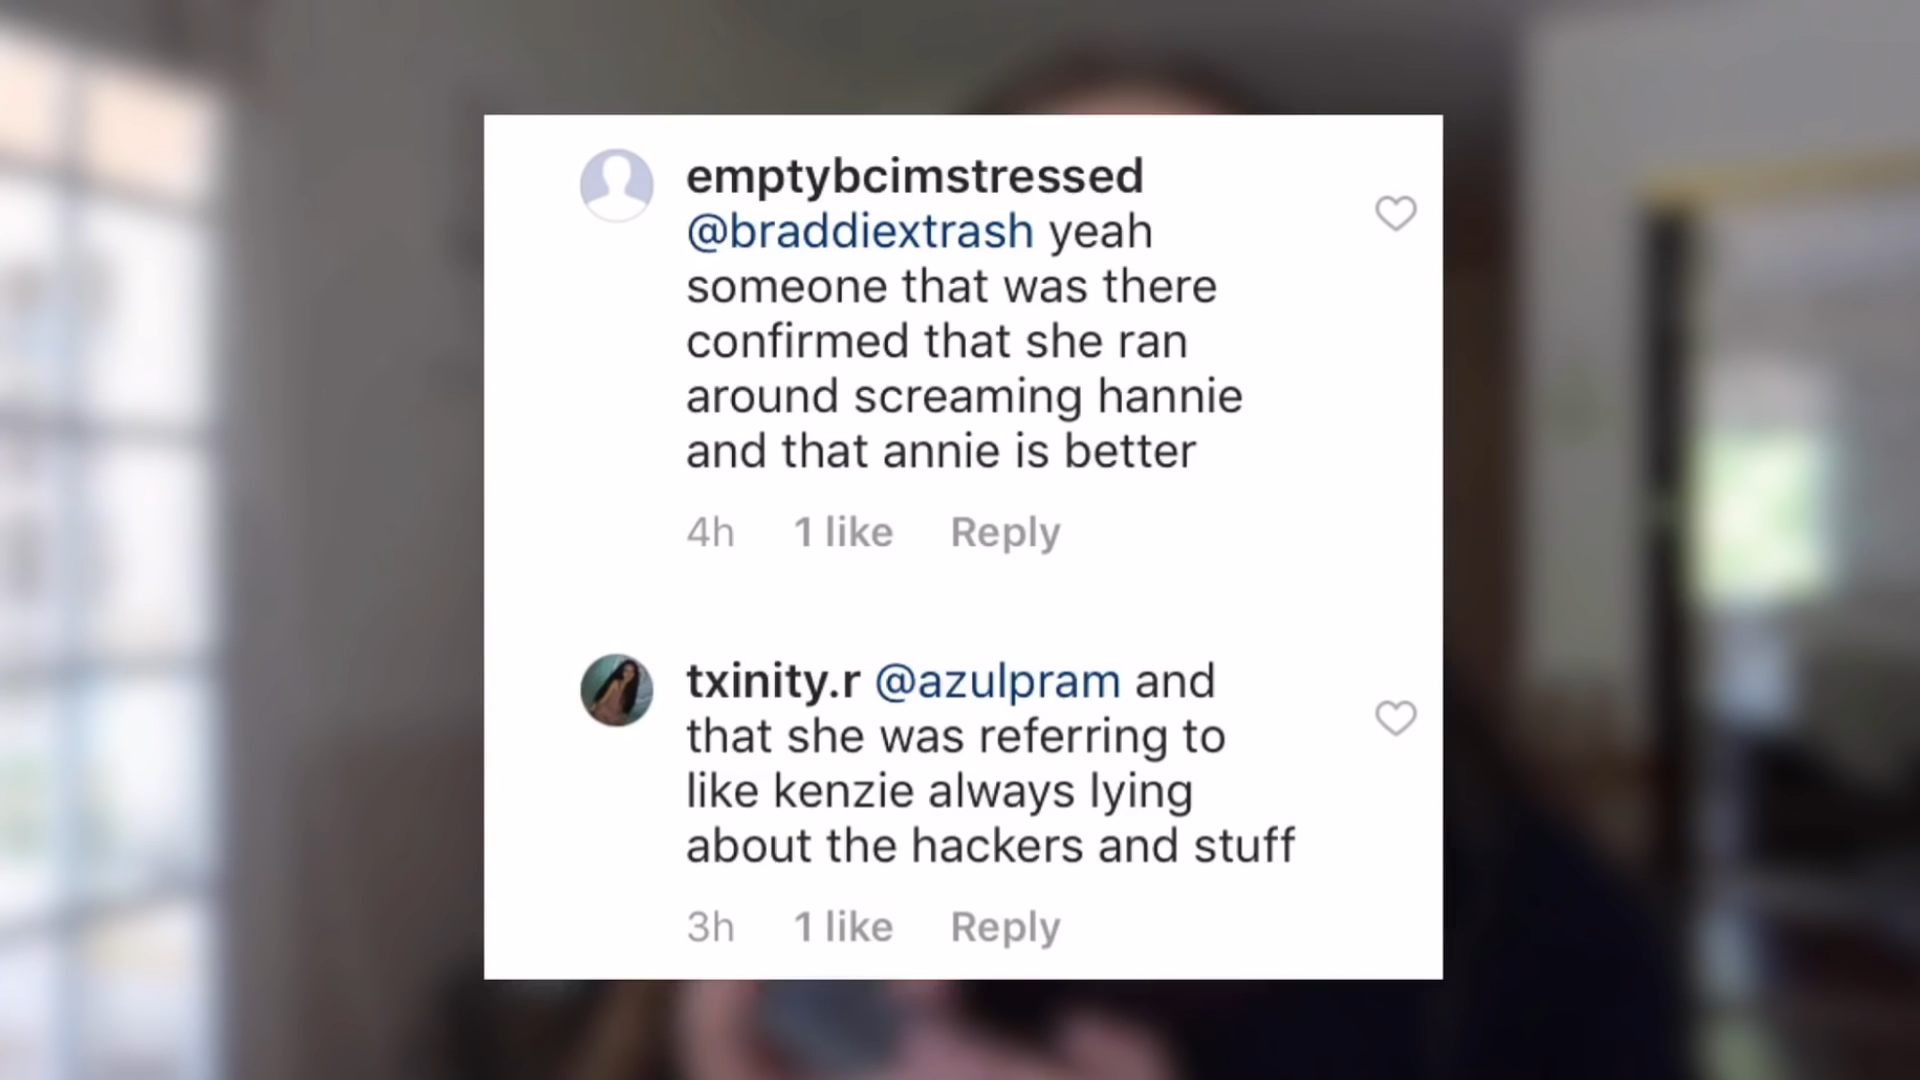 emptybcimstressed
@braddiextrash yeah
someone that was there
confirmed that she ran
around screaming hannie
and that annie is better
4h 1 like Reply
txinity.r @azulpram and
that she was referring to
like kenzie always lying
about the hackers and stuff
3h 1 like Reply